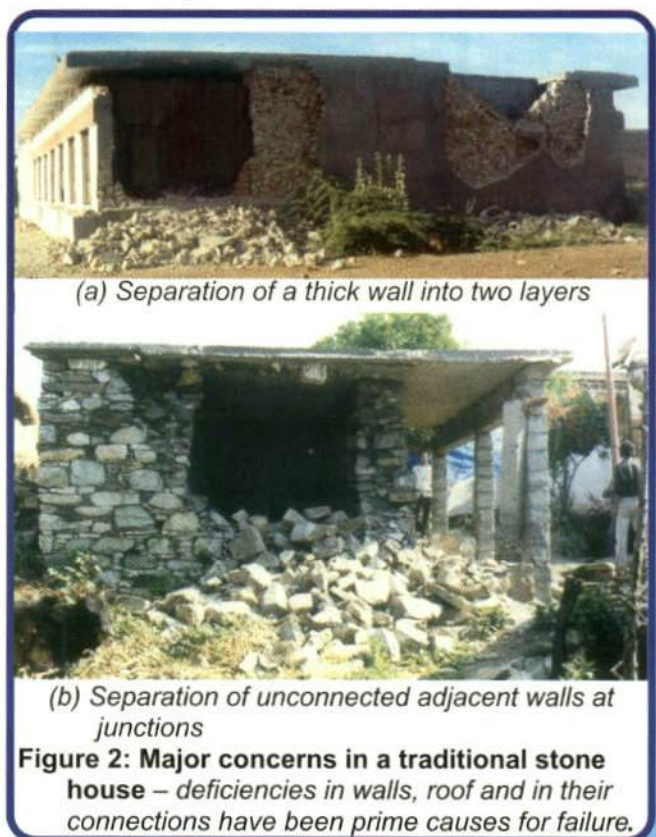 (a) Separation of a thick wall into two layers
(b) Separation of unconnected adjacent walls at
junctions
Figure 2: Major concerns in a traditional stone
house – deficiencies in walls, roof and in their
connections have been prime causes for failure.